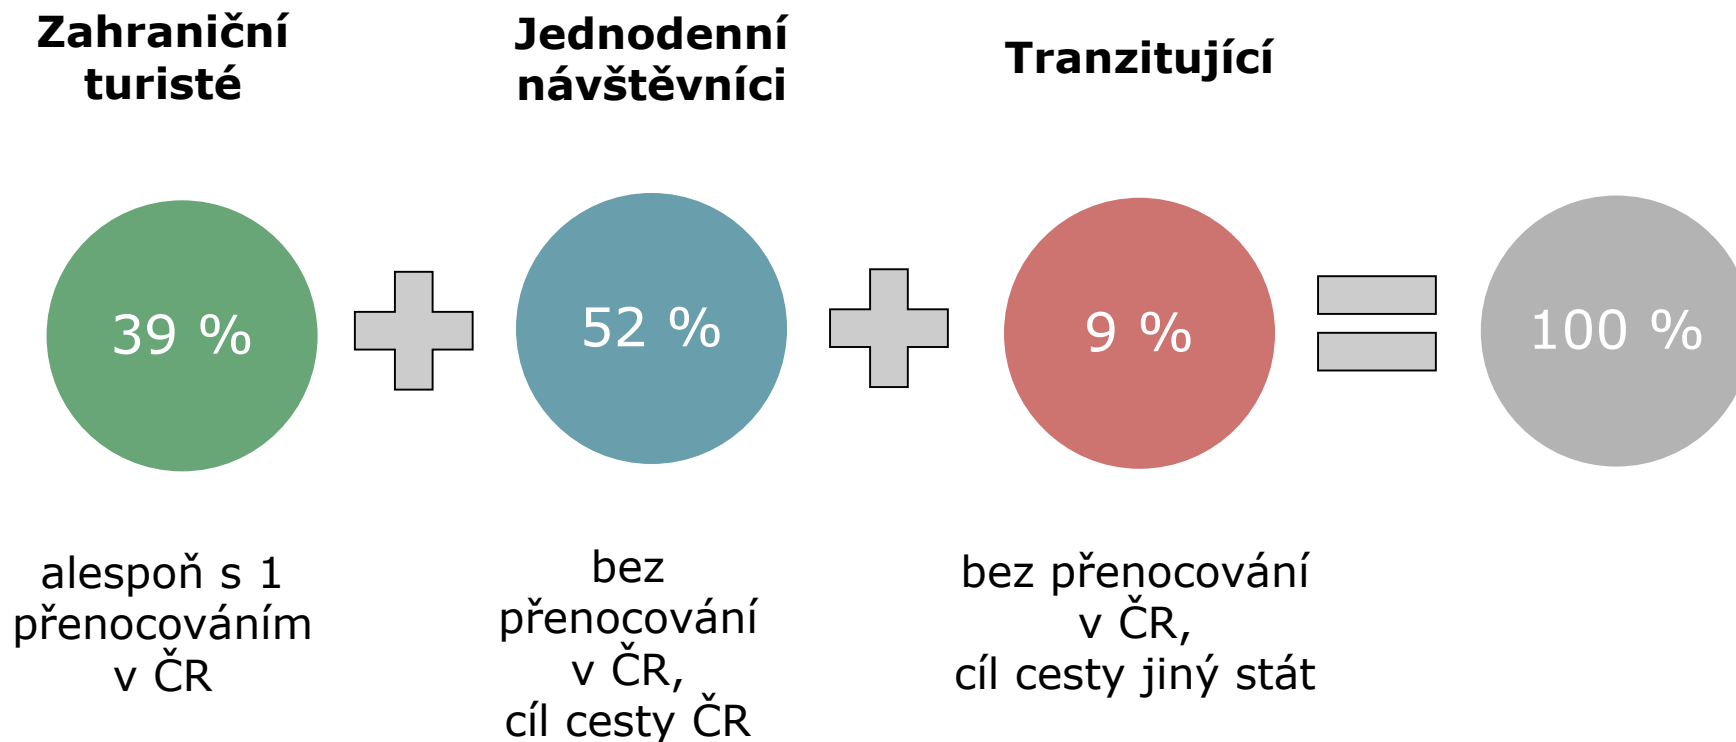 Zahraniční
turisté
Jednodenní
návštěvníci
Tranzitující
39 %
52 %
9 %
100 %
alespoň s 1
přenocováním
v ČR
bez
přenocování
v ČR,
cíl cesty ČR
bez přenocování
v ČR,
cíl cesty jiný stát